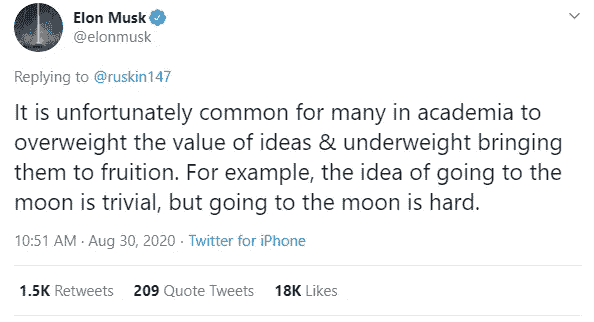 Elon Musk
@elonmusk
Replying to @ruskin147
It is unfortunately common for many in academia to
overweight the value of ideas & underweight bringing
them to fruition. For example, the idea of going to the
moon is trivial, but going to the moon is hard.
10:51 AM · Aug 30, 2020 · Twitter for iPhone
1.5K Retweets 209 Quote Tweets 18K Likes